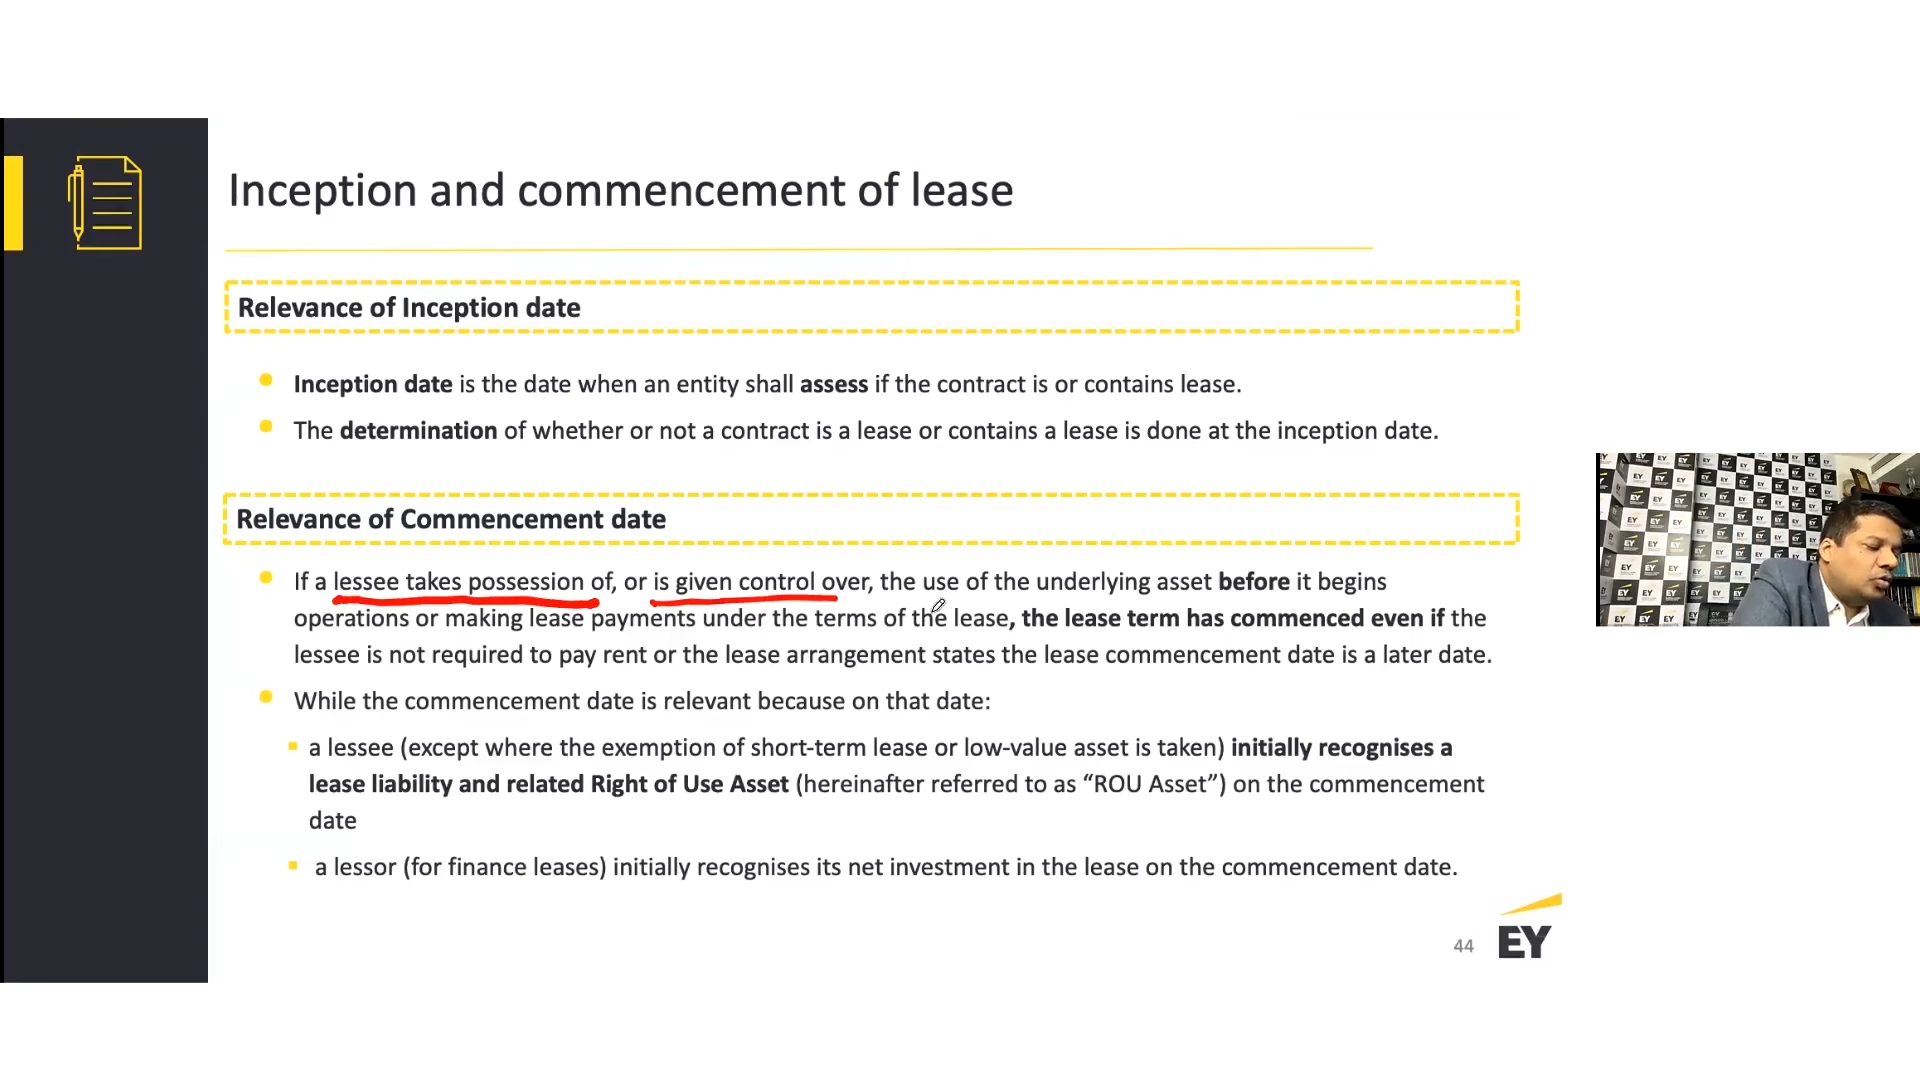 Inception and commencement of lease
Relevance of Inception date
Inception date is the date when an entity shall assess if the contract is or contains lease.
The determination of whether or not a contract is a lease or contains a lease is done at the inception date.
Relevance of Commencement date
If a lessee takes possession of, or is given control over, the use of the underlying asset before it begins
operations or making lease payments under the terms of the lease, the lease term has commenced even if the
lessee is not required to pay rent or the lease arrangement states the lease commencement date is a later date.
While the commencement date is relevant because on that date:
a lessee (except where the exemption of short-term lease or low-value asset is taken) initially recognises a
lease liability and related Right of Use Asset (hereinafter referred to as “ROU Asset”) on the commencement
date
a lessor (for finance leases) initially recognises its net investment in the lease on the commencement date.
44
EY